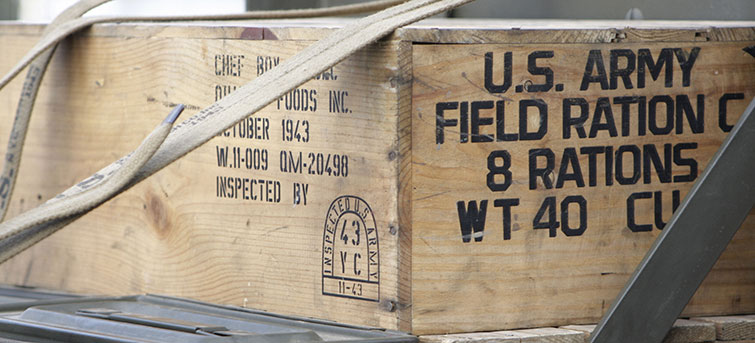 CHEF BOY
FOODS INC.
OCTOBER 1943
W.11-009 QM-20498
INSPECTED BY
INSPECTED U.S. ARMY
43
11-43
U.S. ARMY
FIELD RATION C
8 RATIONS
WT 40 CU